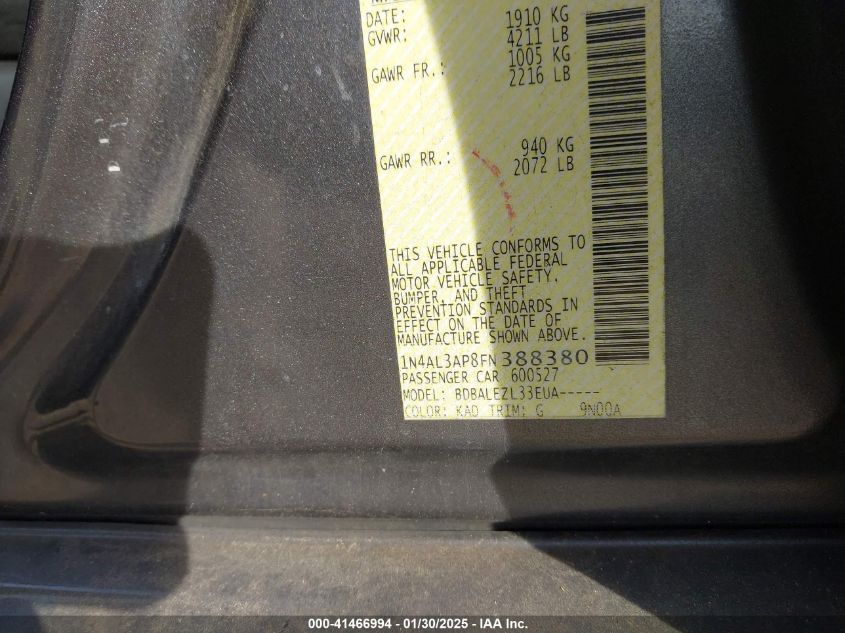 DATE: 1910 KG
GVWR: 4211 LB
1005 KG
GAWR FR.: 2216 LB
940 KG
GAWR RR.: 2072 LB
THIS VEHICLE CONFORMS TO
ALL APPLICABLE FEDERAL
MOTOR VEHICLE SAFETY,
BUMPER, AND THEFT
PREVENTION STANDARDS IN
EFFECT ON THE DATE OF
MANUFACTURE SHOWN ABOVE.
1N4AL3AP8FN388380
PASSENGER CAR 600527
MODEL: BDBALEZL33EUA-----
COLOR: KAD TRIM: G 9N00A
000-41466994 - 01/30/2025 - IAA Inc.